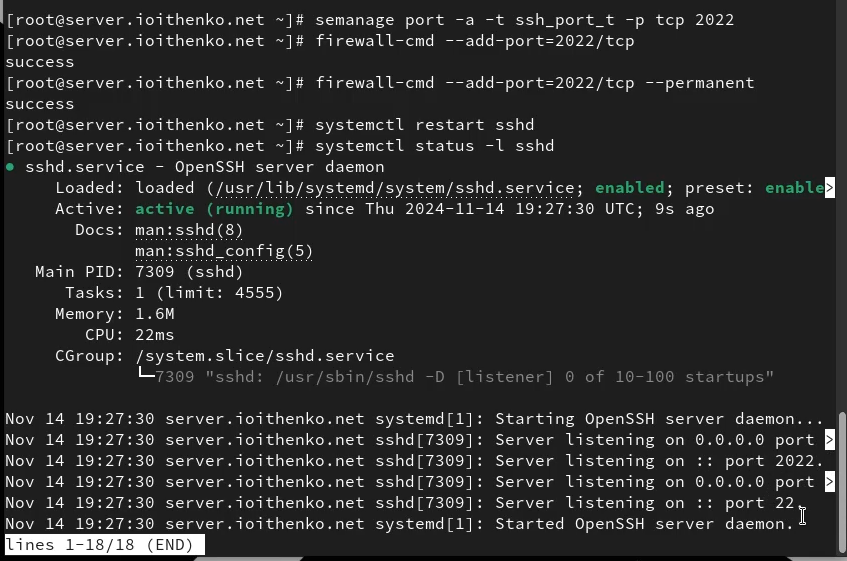 [root@server.ioithenko.net ~]# semanage port -a -t ssh_port_t -p tcp 2022
[root@server.ioithenko.net ~]# firewall-cmd --add-port=2022/tcp
success
[root@server.ioithenko.net ~]# firewall-cmd --add-port=2022/tcp --permanent
success
[root@server.ioithenko.net ~]# systemctl restart sshd
[root@server.ioithenko.net ~]# systemctl status -l sshd
● sshd.service - OpenSSH server daemon
     Loaded: loaded (/usr/lib/systemd/system/sshd.service; enabled; preset: enable>
     Active: active (running) since Thu 2024-11-14 19:27:30 UTC; 9s ago
       Docs: man:sshd(8)
             man:sshd_config(5)
   Main PID: 7309 (sshd)
      Tasks: 1 (limit: 4555)
     Memory: 1.6M
        CPU: 22ms
     CGroup: /system.slice/sshd.service
             └─7309 "sshd: /usr/sbin/sshd -D [listener] 0 of 10-100 startups"
Nov 14 19:27:30 server.ioithenko.net systemd[1]: Starting OpenSSH server daemon...
Nov 14 19:27:30 server.ioithenko.net sshd[7309]: Server listening on 0.0.0.0 port >
Nov 14 19:27:30 server.ioithenko.net sshd[7309]: Server listening on :: port 2022.
Nov 14 19:27:30 server.ioithenko.net sshd[7309]: Server listening on 0.0.0.0 port >
Nov 14 19:27:30 server.ioithenko.net sshd[7309]: Server listening on :: port 22.
Nov 14 19:27:30 server.ioithenko.net systemd[1]: Started OpenSSH server daemon.
lines 1-18/18 (END)